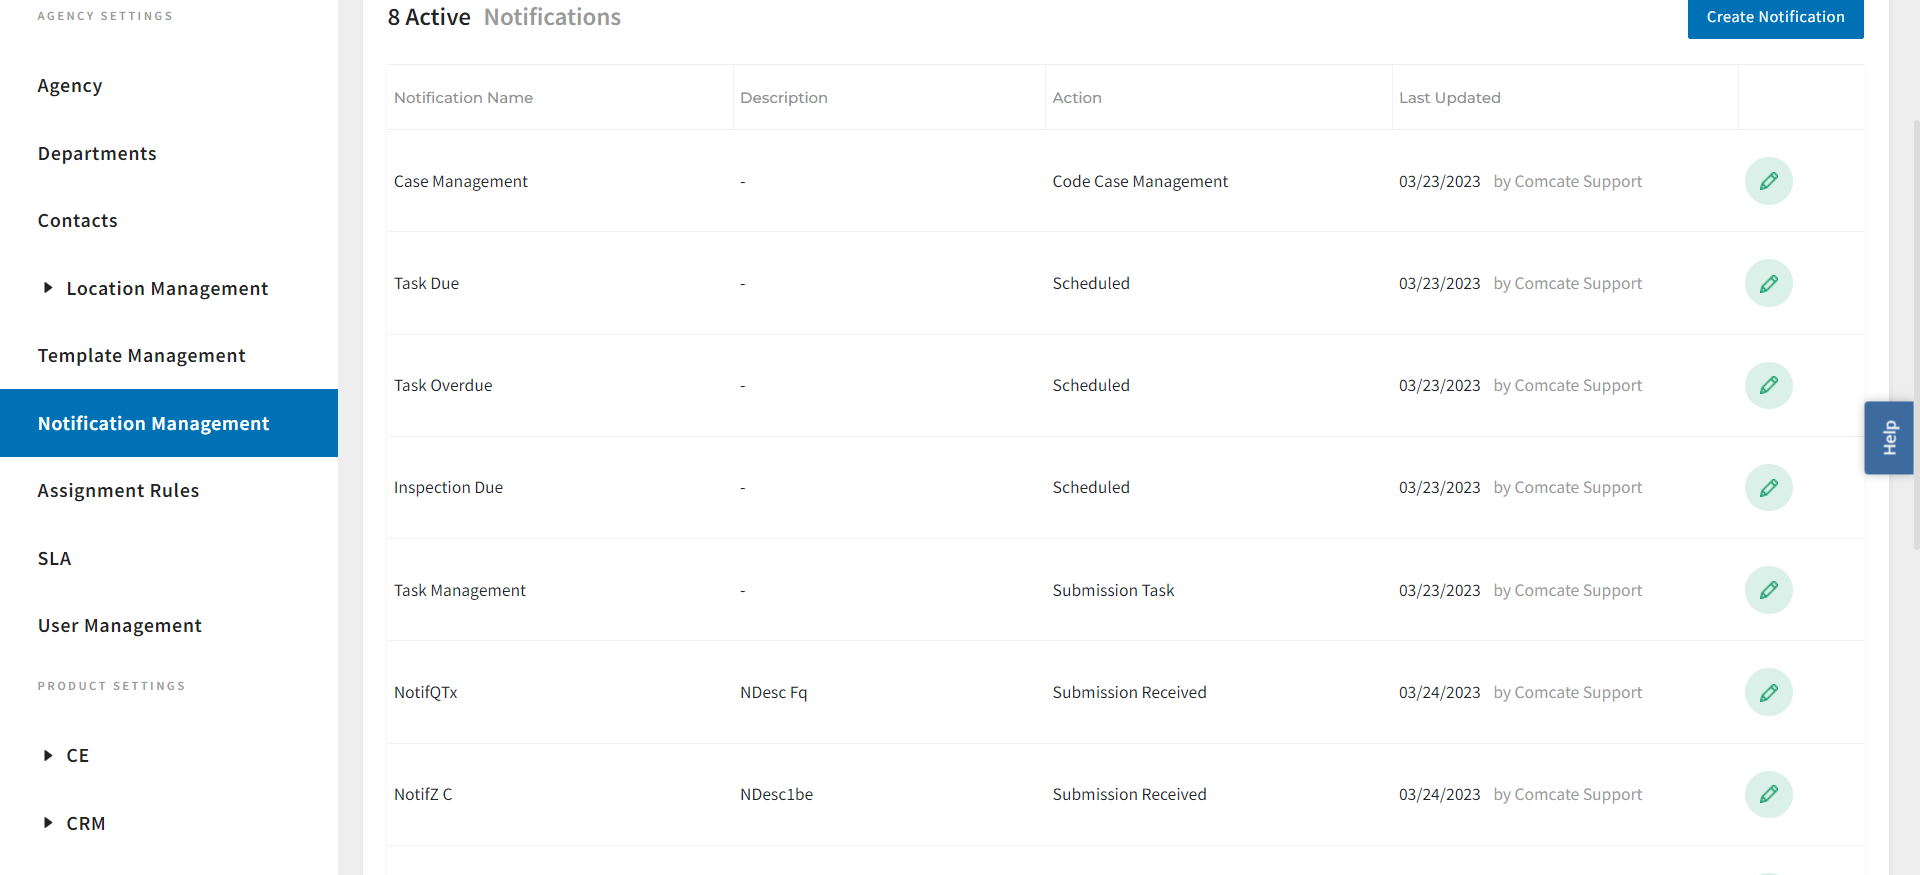 AGENCY SETTINGS
Agency
Departments
Contacts
Location Management
Template Management
Notification Management
Assignment Rules
SLA
User Management
PRODUCT SETTINGS
CE
CRM
8 Active Notifications
Create Notification
Notification Name Description Action Last Updated
Case Management - Code Case Management 03/23/2023 by Comcate Support
Task Due - Scheduled 03/23/2023 by Comcate Support
Task Overdue - Scheduled 03/23/2023 by Comcate Support
Inspection Due - Scheduled 03/23/2023 by Comcate Support
Task Management - Submission Task 03/23/2023 by Comcate Support
NotifQTx NDesc Fq Submission Received 03/24/2023 by Comcate Support
NotifZ C NDesc1be Submission Received 03/24/2023 by Comcate Support
Help